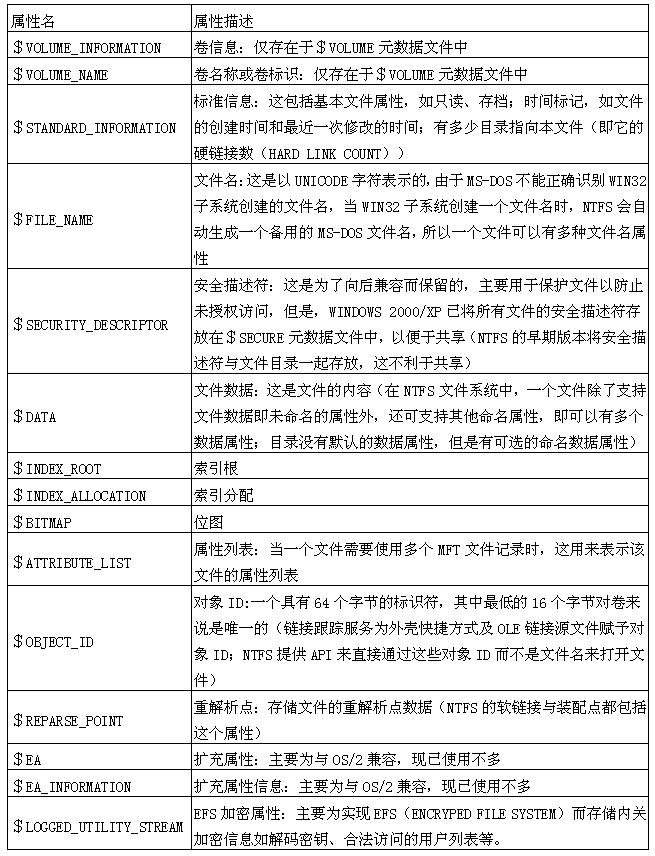 属性名 属性描述
＄VOLUME_INFORMATION 卷信息：仅存在于＄VOLUME 元数据文件中
＄VOLUME_NAME 卷名称或卷标识：仅存在于＄VOLUME 元数据文件中
＄STANDARD_INFORMATION 标准信息：这包括基本文件属性，如只读、存档；时间标记，如文件
的创建时间和最近一次修改的时间；有多少目录指向本文件（即它的
硬链接数（HARD LINK COUNT））
＄FILE_NAME 文件名：这是以 UNICODE 字符表示的，由于 MS-DOS 不能正确识别 WIN32
子系统创建的文件名，当 WIN32 子系统创建一个文件名时，NTFS 会自
动生成一个备用的 MS-DOS 文件名，所以一个文件可以有多种文件名属
性
＄SECURITY_DESCRIPTOR 安全描述符：这是为了向后兼容而保留的，主要用于保护文件以防止
未授权访问，但是，WINDOWS 2000/XP 已将所有文件的安全描述符存
放在＄SECURE 元数据文件中，以便于共享（NTFS 的早期版本将安全描
述符与文件目录一起存放，这不利于共享）
＄DATA 文件数据：这是文件的内容（在 NTFS 文件系统中，一个文件除了支持
文件数据即未命名的属性外，还可支持其他命名属性，即可以有多个
数据属性；目录没有默认的数据属性，但是有可选的命名数据属性）
＄INDEX_ROOT 索引根
＄INDEX_ALLOCATION 索引分配
＄BITMAP 位图
＄ATTRIBUTE_LIST 属性列表：当一个文件需要使用多个 MFT 文件记录时，这用来表示该
文件的属性列表
＄OBJECT_ID 对象 ID:一个具有 64 个字节的标识符，其中最低的 16 个字节对卷来
说是唯一的（链接跟踪服务为外壳快捷方式及 OLE 链接源文件赋予对
象 ID；NTFS 提供 API 来直接通过这些对象 ID 而不是文件名来打开文
件）
＄REPARSE_POINT 重解析点：存储文件的重解析点数据（NTFS 的软链接与装配点都包括
这个属性）
＄EA 扩充属性：主要为与 OS/2 兼容，现已使用不多
＄EA_INFORMATION 扩充属性信息：主要为与 OS/2 兼容，现已使用不多
＄LOGGED_UTILITY_STREAM EFS 加密属性：主要为实现 EFS（ENCRYPED FILE SYSTEM）而存储内关
加密信息如解码密钥、合法访问的用户列表等。